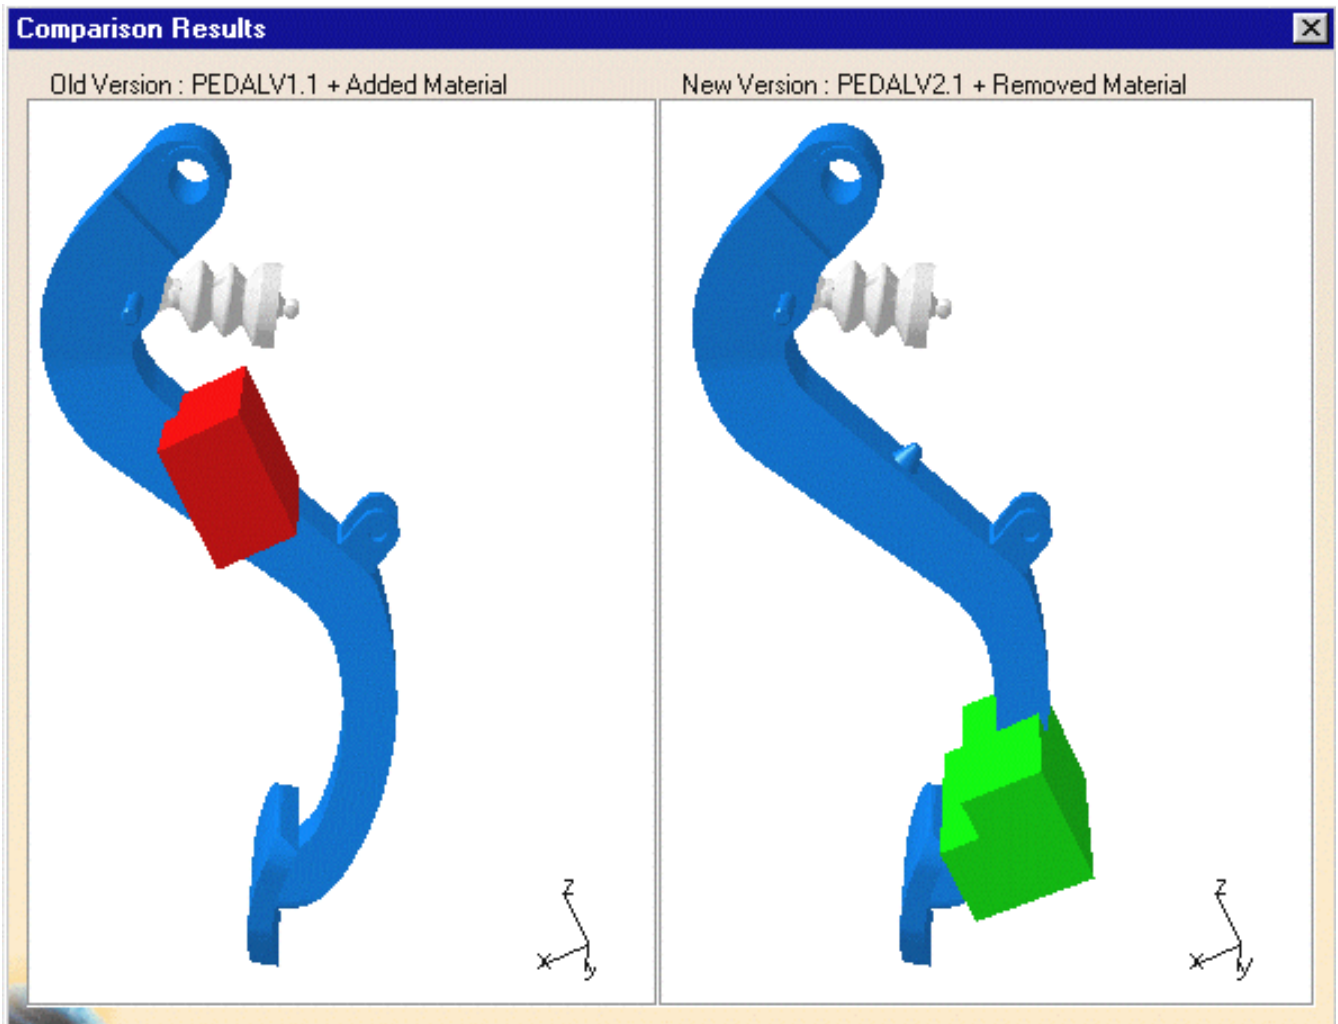 Comparison Results
Old Version : PEDALV1.1 + Added Material
New Version : PEDALV2.1 + Removed Material
z
x
y
z
x
y